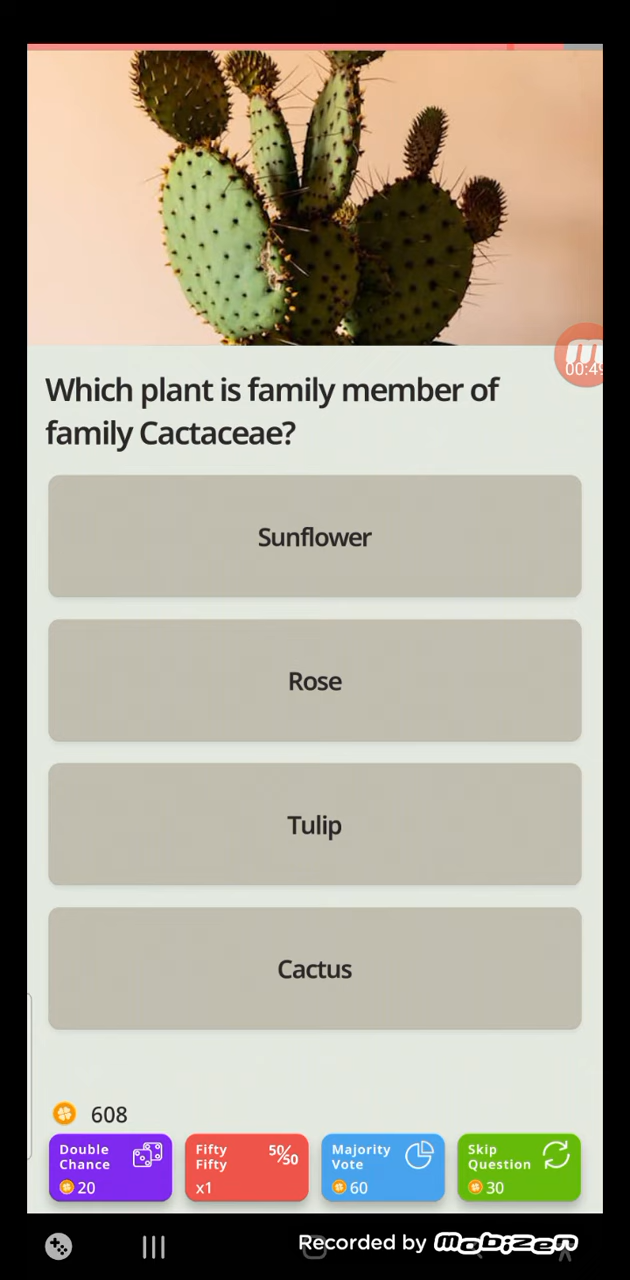 00:49
Which plant is family member of
family Cactaceae?
Sunflower
Rose
Tulip
Cactus
608
Double
Chance
20
Fifty
Fifty
50/50
x1
Majority
Vote
60
Skip
Question
30
Recorded by mobizen